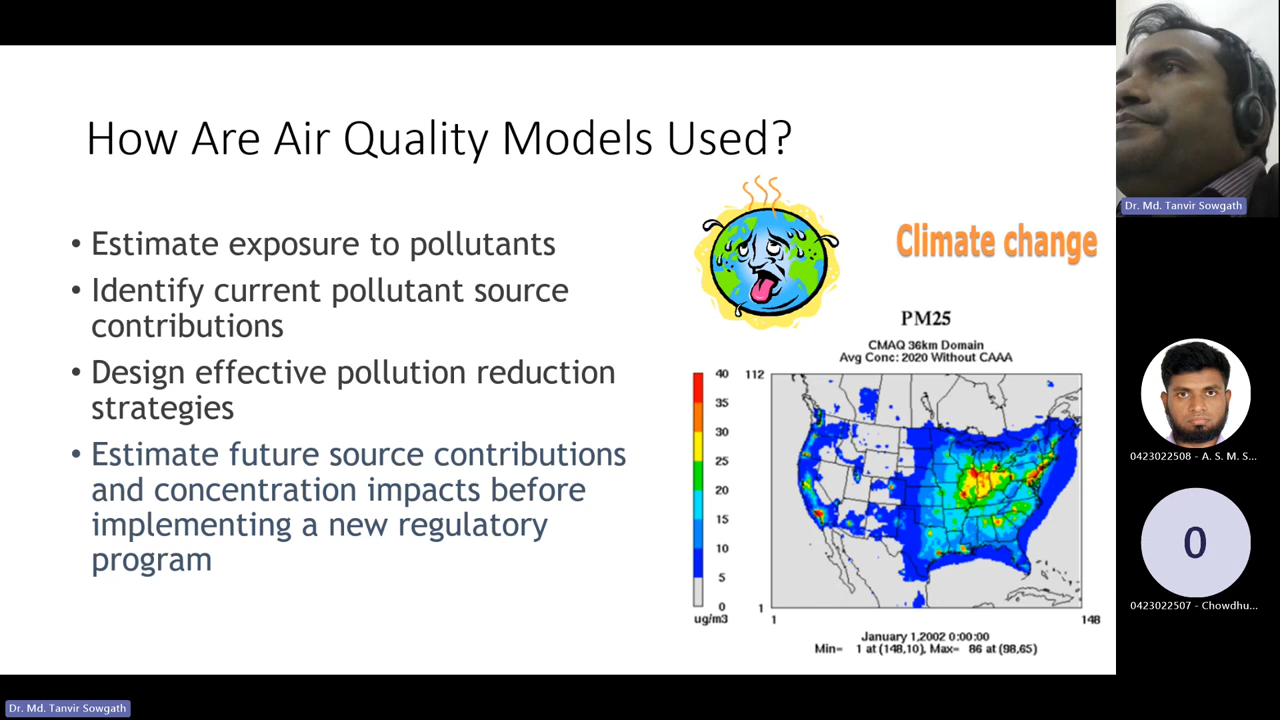 How Are Air Quality Models Used?
• Estimate exposure to pollutants
• Identify current pollutant source
contributions
• Design effective pollution reduction
strategies
• Estimate future source contributions
and concentration impacts before
implementing a new regulatory
program
Climate change
PM25
CMAQ 36km Domain
Avg Conc: 2020 Without CAAA
40
35
30
25
20
15
10
5
0
ug/m3
112
1
1
148
January 1,2002 0:00:00
Min= 1 at (148,10), Max= 86 at (98,65)
Dr. Md. Tanvir Sowgath
0423022508 - A. S. M. S...
O
0423022507 - Chowdhu...
Dr. Md. Tanvir Sowgath